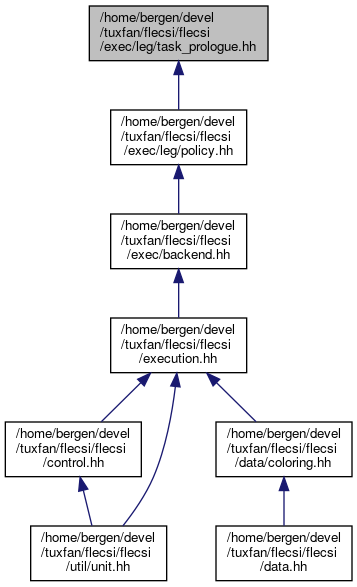 /home/bergen/devel
/tuxfan/flecsi/flecsi
/exec/leg/task_prologue.hh
/home/bergen/devel
/tuxfan/flecsi/flecsi
/exec/leg/policy.hh
/home/bergen/devel
/tuxfan/flecsi/flecsi
/exec/backend.hh
/home/bergen/devel
/tuxfan/flecsi/flecsi
/execution.hh
/home/bergen/devel
/tuxfan/flecsi/flecsi
/control.hh
/home/bergen/devel
/tuxfan/flecsi/flecsi
/data/coloring.hh
/home/bergen/devel
/tuxfan/flecsi/flecsi
/util/unit.hh
/home/bergen/devel
/tuxfan/flecsi/flecsi
/data.hh